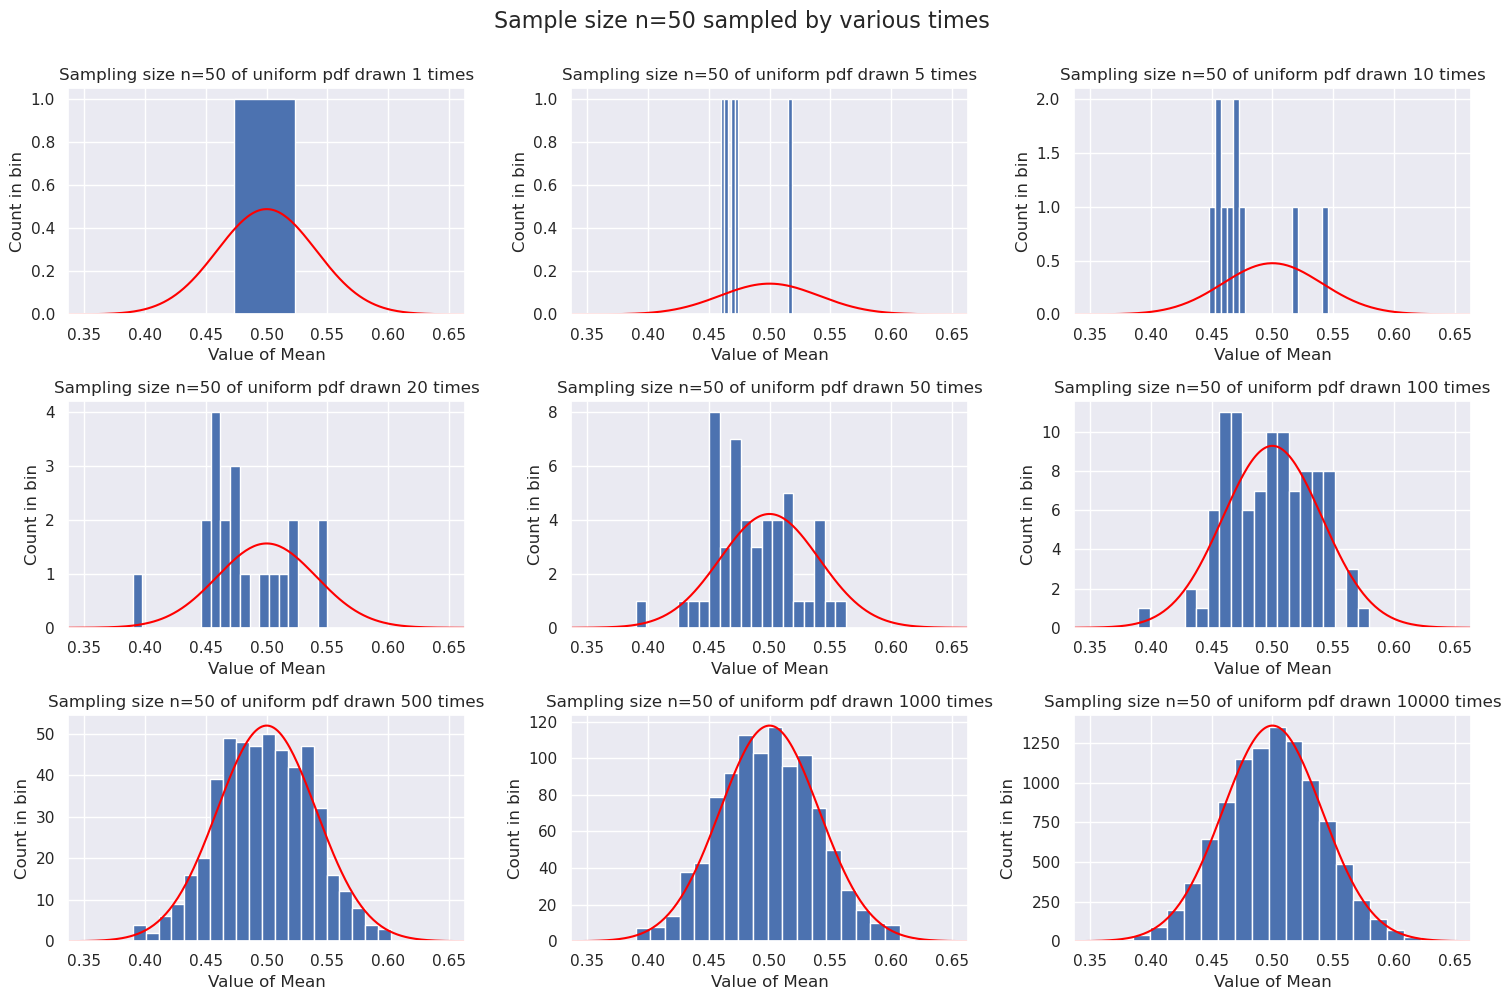 Sample size n=50 sampled by various times
Sampling size n=50 of uniform pdf drawn 1 times
1.0
0.8
0.6
0.4
0.2
0.0
Count in bin
0.35 0.40 0.45 0.50 0.55 0.60 0.65
Value of Mean
Sampling size n=50 of uniform pdf drawn 5 times
1.0
0.8
0.6
0.4
0.2
0.0
Count in bin
0.35 0.40 0.45 0.50 0.55 0.60 0.65
Value of Mean
Sampling size n=50 of uniform pdf drawn 10 times
2.0
1.5
1.0
0.5
0.0
Count in bin
0.35 0.40 0.45 0.50 0.55 0.60 0.65
Value of Mean
Sampling size n=50 of uniform pdf drawn 20 times
4
3
2
1
0
Count in bin
0.35 0.40 0.45 0.50 0.55 0.60 0.65
Value of Mean
Sampling size n=50 of uniform pdf drawn 50 times
8
6
4
2
0
Count in bin
0.35 0.40 0.45 0.50 0.55 0.60 0.65
Value of Mean
Sampling size n=50 of uniform pdf drawn 100 times
10
8
6
4
2
0
Count in bin
0.35 0.40 0.45 0.50 0.55 0.60 0.65
Value of Mean
Sampling size n=50 of uniform pdf drawn 500 times
50
40
30
20
10
0
Count in bin
0.35 0.40 0.45 0.50 0.55 0.60 0.65
Value of Mean
Sampling size n=50 of uniform pdf drawn 1000 times
120
100
80
60
40
20
0
Count in bin
0.35 0.40 0.45 0.50 0.55 0.60 0.65
Value of Mean
Sampling size n=50 of uniform pdf drawn 10000 times
1250
1000
750
500
250
0
Count in bin
0.35 0.40 0.45 0.50 0.55 0.60 0.65
Value of Mean